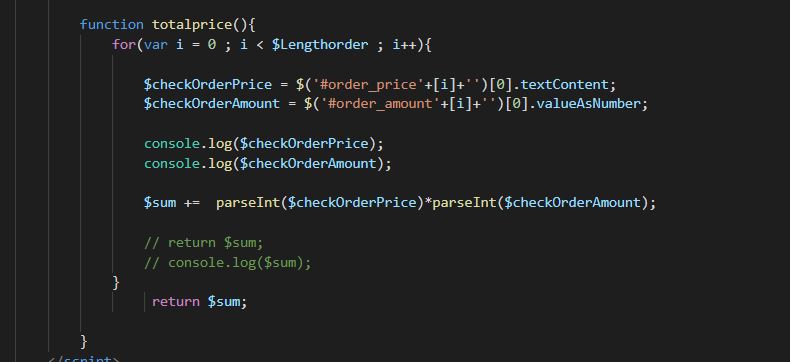 function totalprice(){
for(var i = 0 ; i < $Lengthorder ; i++){
$checkOrderPrice = $('#order_price'+[i]+'')[0].textContent;
$checkOrderAmount = $('#order_amount'+[i]+'')[0].valueAsNumber;
console.log($checkOrderPrice);
console.log($checkOrderAmount);
$sum +=  parseInt($checkOrderPrice)*parseInt($checkOrderAmount);
// return $sum;
// console.log($sum);
}
return $sum;
}
</script>